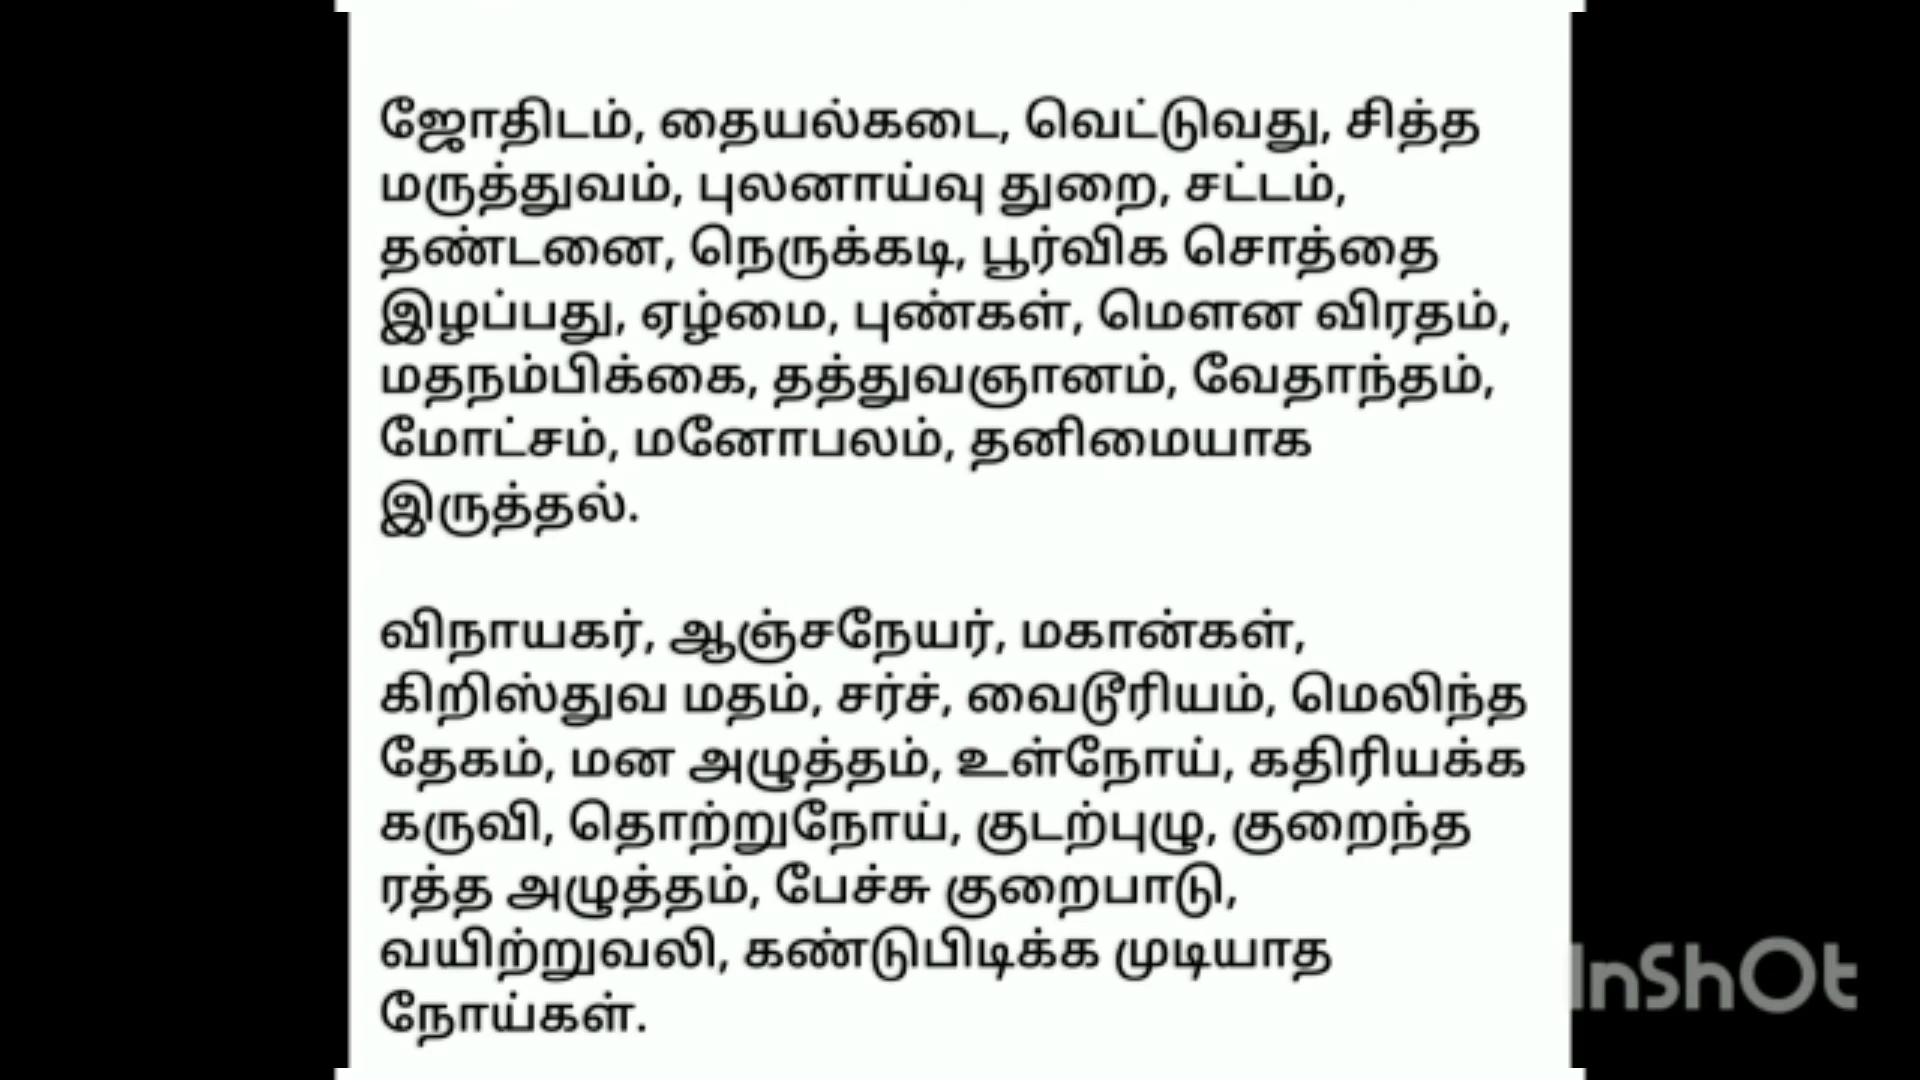 ஜோதிடம், தையல்கடை, வெட்டுவது, சித்த
மருத்துவம், புலனாய்வு துறை, சட்டம்,
தண்டனை, நெருக்கடி, பூர்விக சொத்தை
இழப்பது, ஏழ்மை, புண்கள், மௌன விரதம்,
மதநம்பிக்கை, தத்துவஞானம், வேதாந்தம்,
மோட்சம், மனோபலம், தனிமையாக
இருத்தல்.
விநாயகர், ஆஞ்சநேயர், மகான்கள்,
கிறிஸ்துவ மதம், சர்ச், வைடூரியம், மெலிந்த
தேகம், மன அழுத்தம், உள்நோய், கதிரியக்க
கருவி, தொற்றுநோய், குடற்புழு, குறைந்த
ரத்த அழுத்தம், பேச்சு குறைபாடு,
வயிற்றுவலி, கண்டுபிடிக்க முடியாத
நோய்கள்.
InShOt